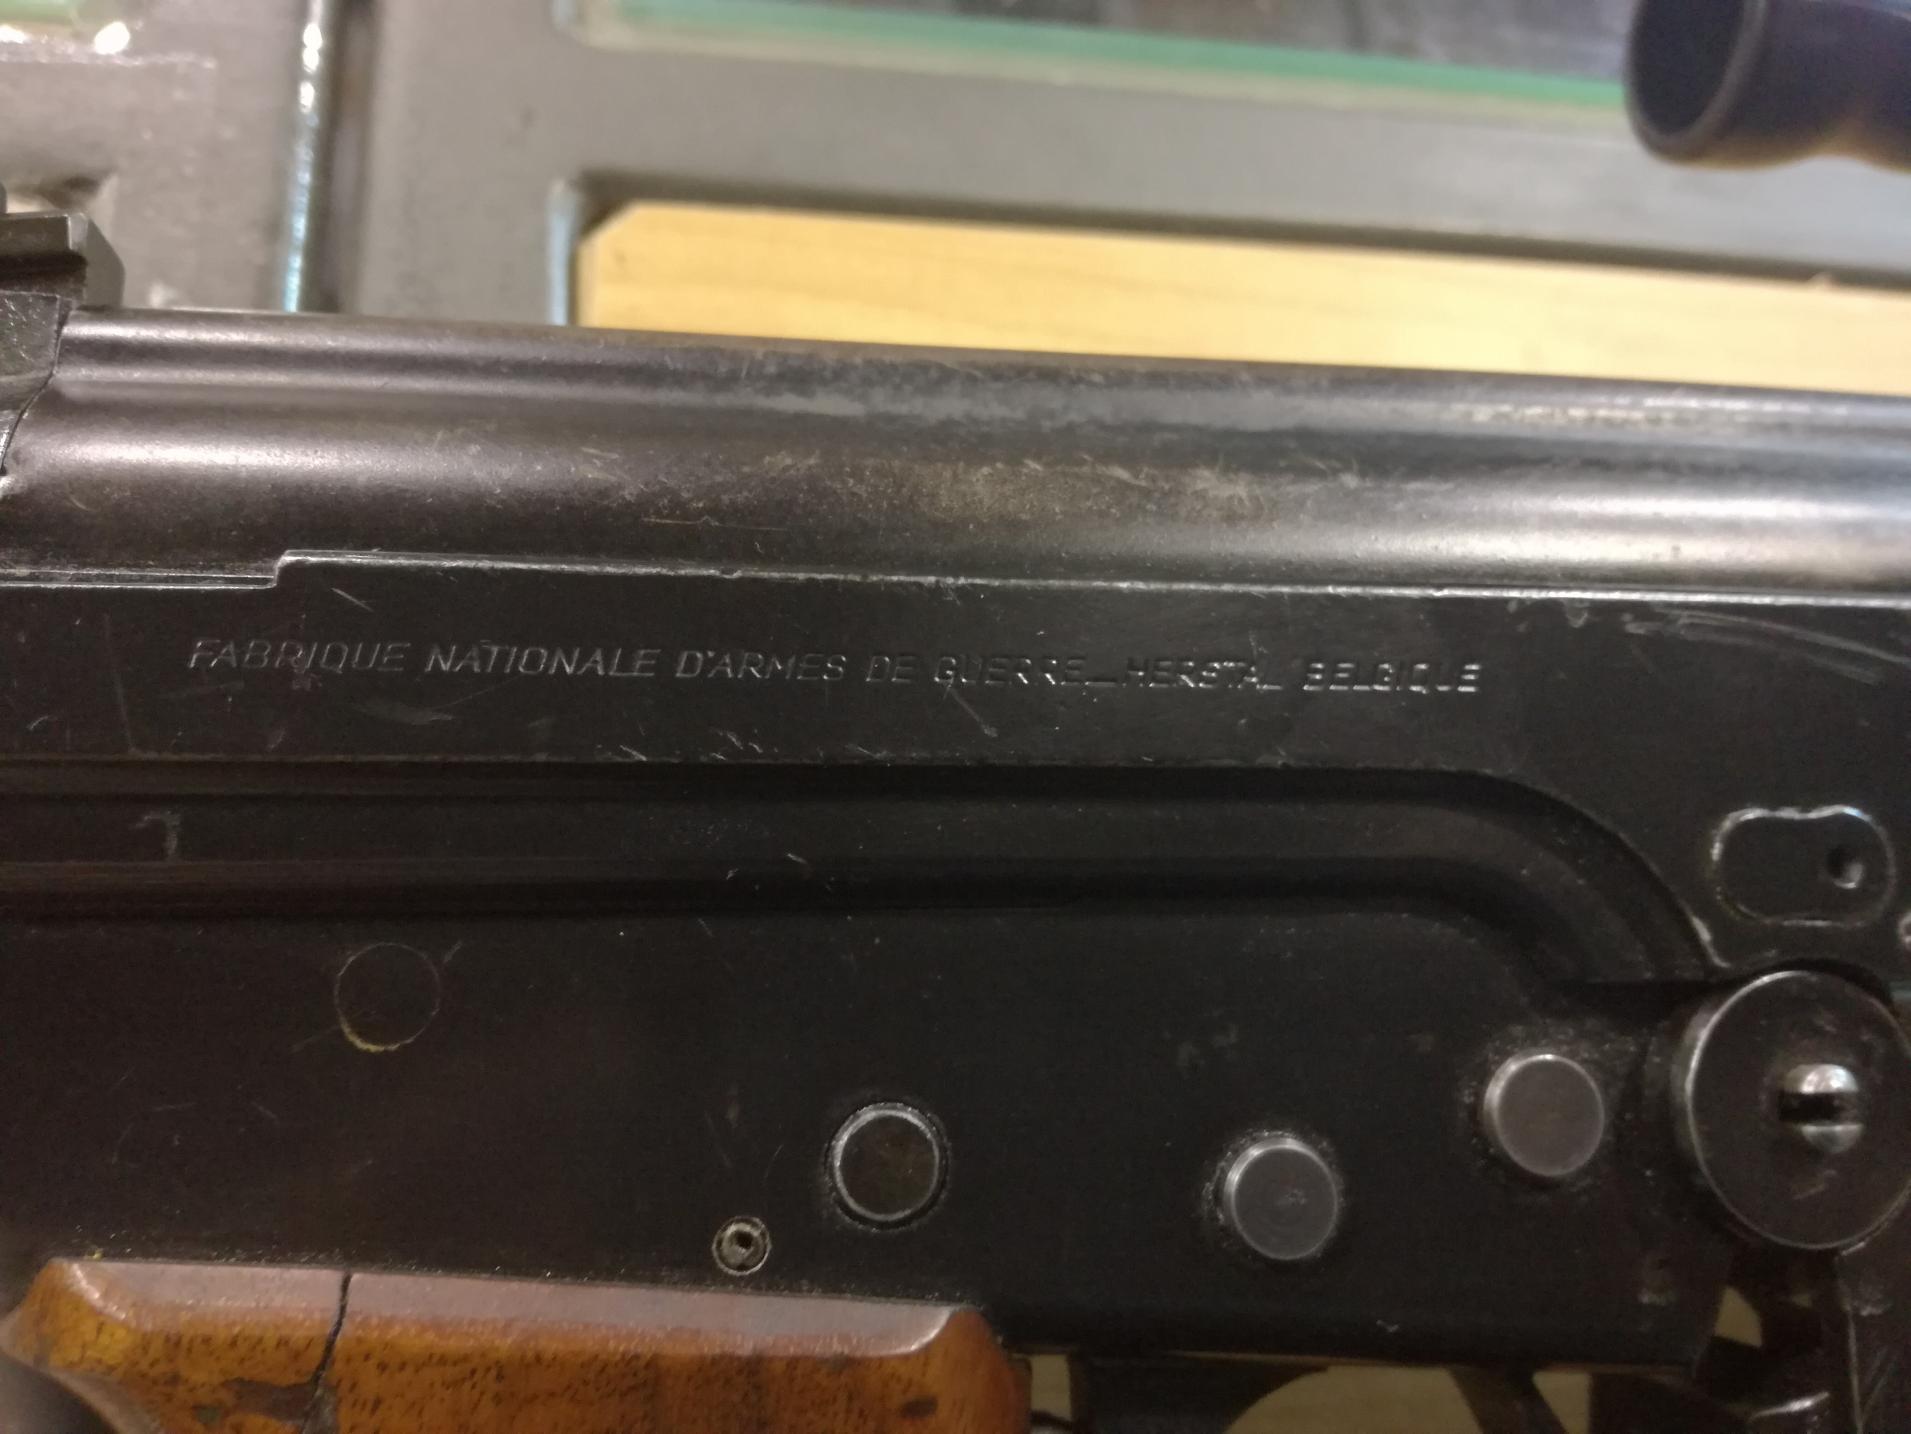 FABRIQUE NATIONALE D'ARMES DE GUERRE_HERSTAL BELGIQUE